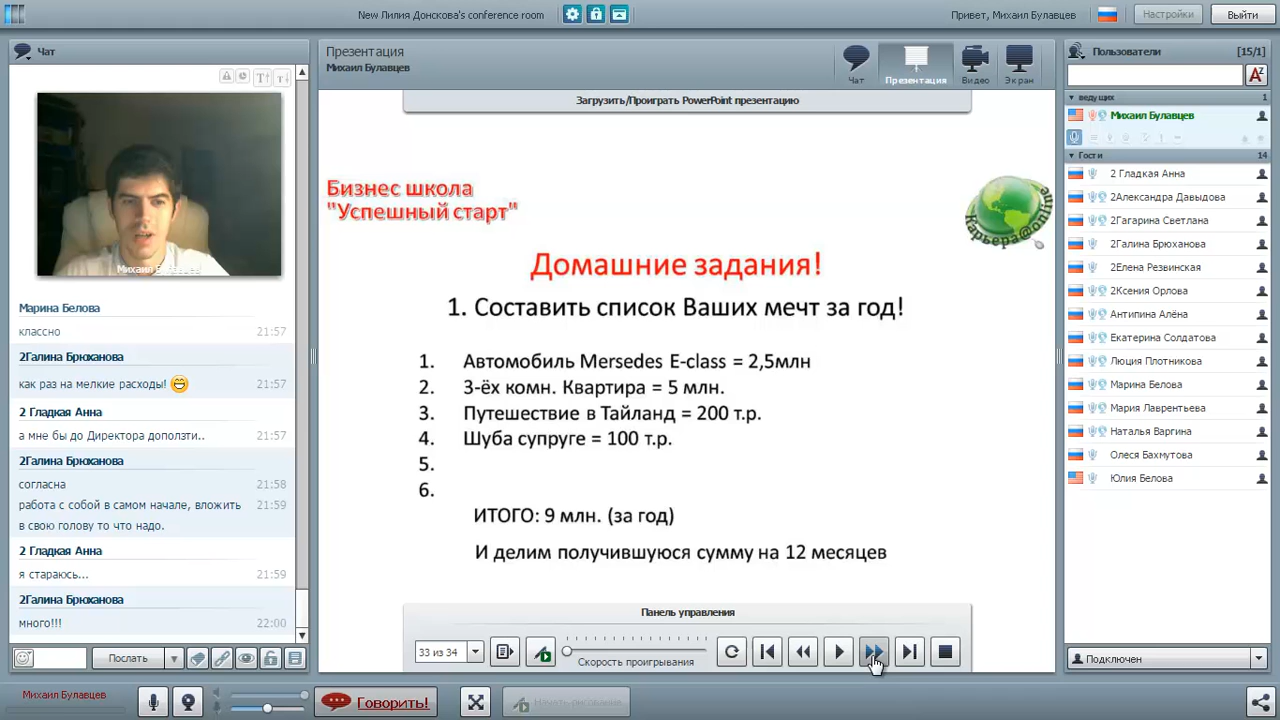 New Лилия Донскова's conference room
Привет, Михаил Булавцев
Настройки
Выйти
Чат
Михаил Булавцев
Марина Белова
классно 21:57
2Галина Брюханова
как раз на мелкие расходы! 21:57
2 Гладкая Анна
а мне бы до Директора доползти.. 21:57
2Галина Брюханова
согласна 21:58
работа с собой в самом начале, вложить 21:59
в свою голову то что надо.
2 Гладкая Анна
я стараюсь... 21:59
2Галина Брюханова
много!!! 22:00
Послать
Презентация
Михаил Булавцев
Чат
Презентация
Видео
Экран
Загрузить/Проиграть PowerPoint презентацию
Бизнес школа
"Успешный старт"
Карьера@online
Домашние задания!
1. Составить список Ваших мечт за год!
1. Автомобиль Mersedes E-class = 2,5млн
2. 3-ёх комн. Квартира = 5 млн.
3. Путешествие в Тайланд = 200 т.р.
4. Шуба супруге = 100 т.р.
5.
6.
ИТОГО: 9 млн. (за год)
И делим получившуюся сумму на 12 месяцев
Панель управления
33 из 34
Скорость проигрывания
Пользователи [15/1]
ведущих 1
Михаил Булавцев
Гости 14
2 Гладкая Анна
2Александра Давыдова
2Гагарина Светлана
2Галина Брюханова
2Елена Резвинская
2Ксения Орлова
Антипина Алёна
Екатерина Солдатова
Люция Плотникова
Марина Белова
Мария Лаврентьева
Наталья Варгина
Олеся Бахмутова
Юлия Белова
Подключен
Михаил Булавцев
Говорить!